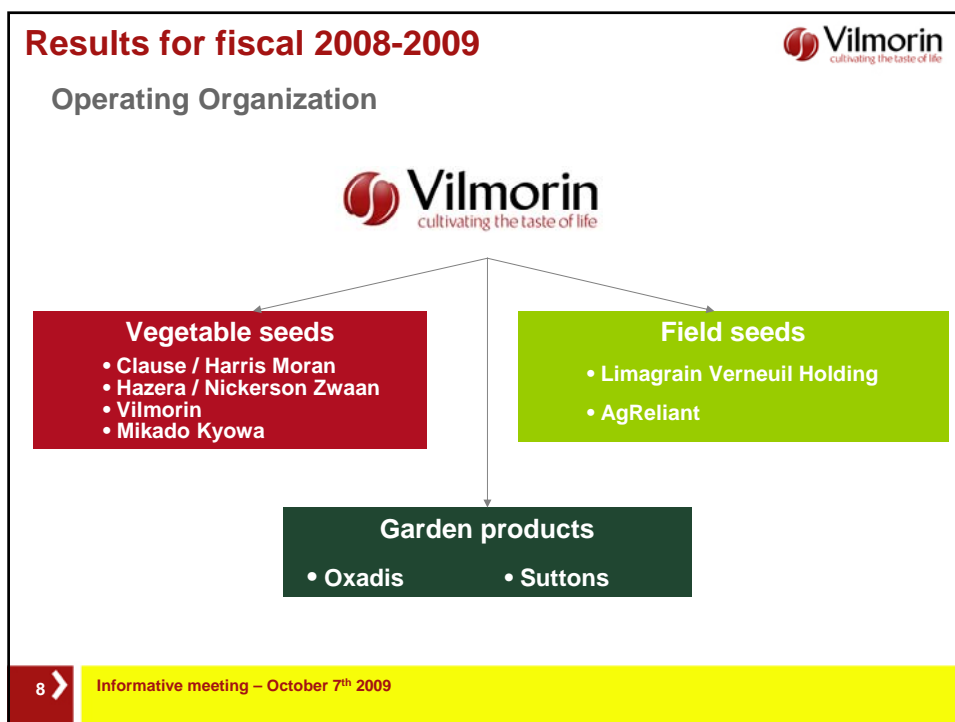 Results for fiscal 2008-2009
Vilmorin
cultivating the taste of life
Operating Organization
Vilmorin
cultivating the taste of life
Vegetable seeds
• Clause / Harris Moran
• Hazera / Nickerson Zwaan
• Vilmorin
• Mikado Kyowa
Field seeds
• Limagrain Verneuil Holding
• AgReliant
Garden products
• Oxadis • Suttons
8 Informative meeting – October 7th 2009